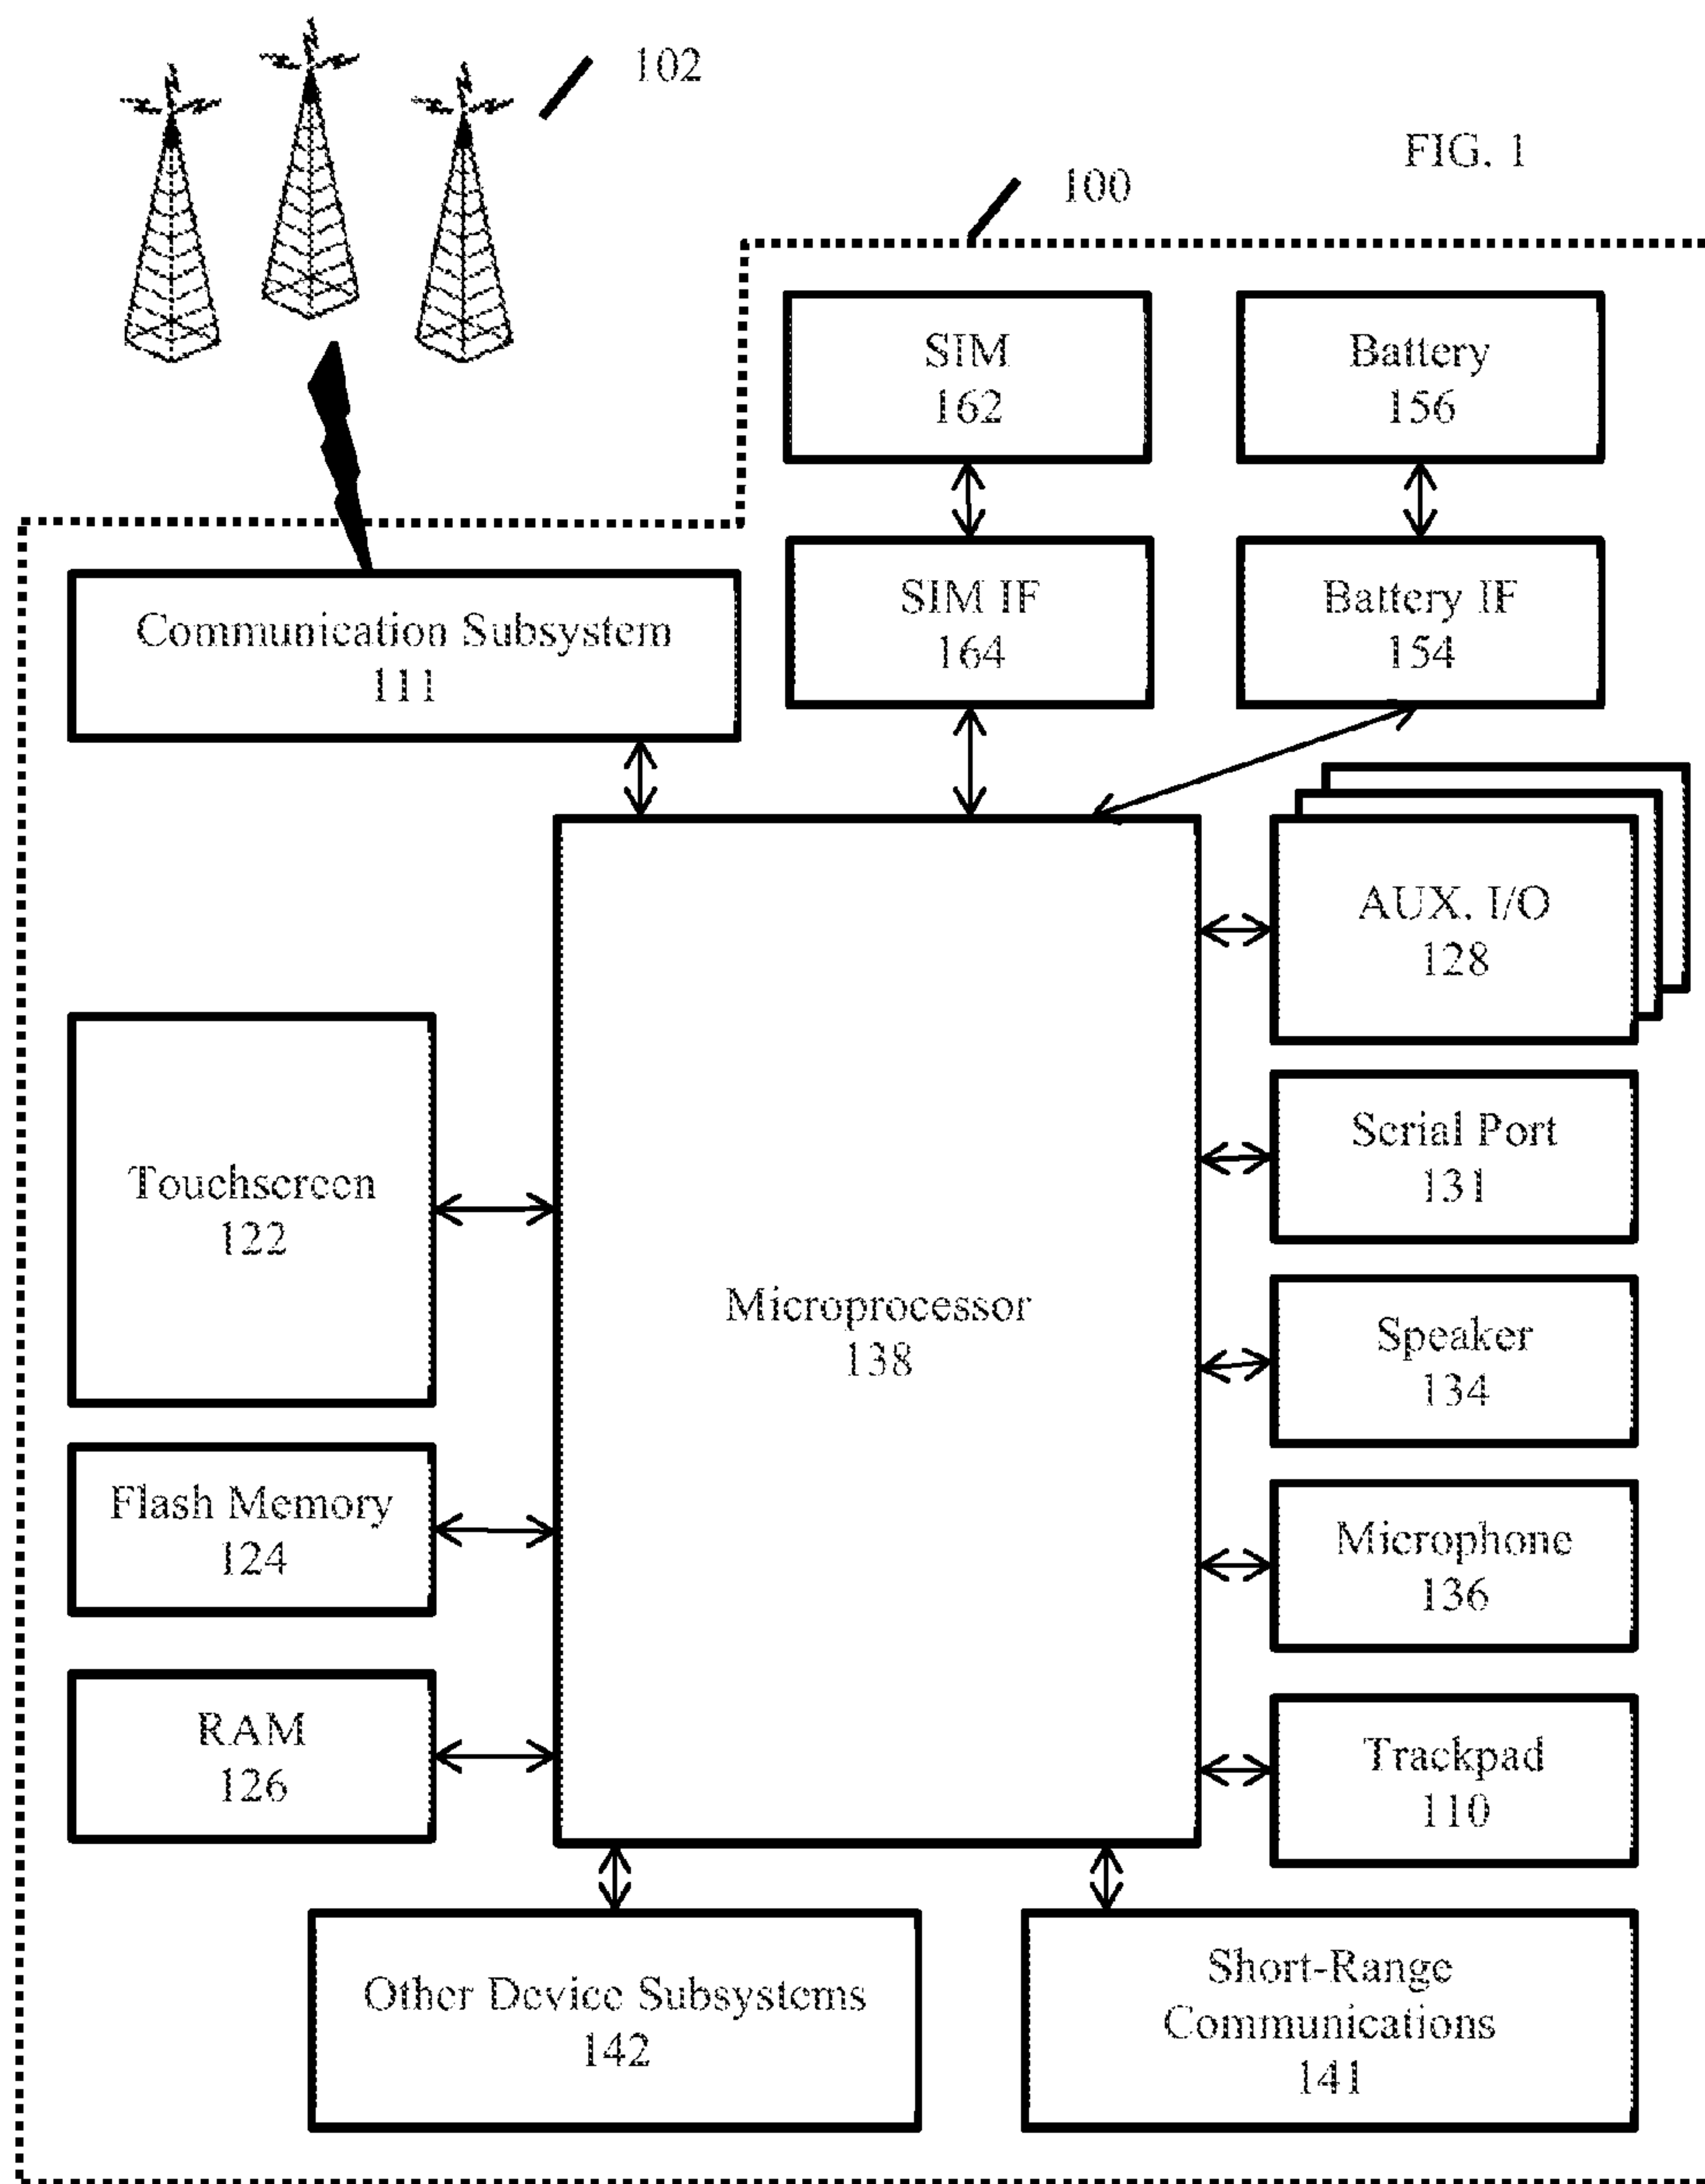 102
FIG. 1
100
SIM
162
Battery
156
SIM IF
164
Battery IF
154
Communication Subsystem
111
AUX. I/O
128
Serial Port
131
Touchscreen
122
Microprocessor
138
Speaker
134
Flash Memory
124
Microphone
136
RAM
126
Trackpad
110
Other Device Subsystems
142
Short-Range
Communications
141